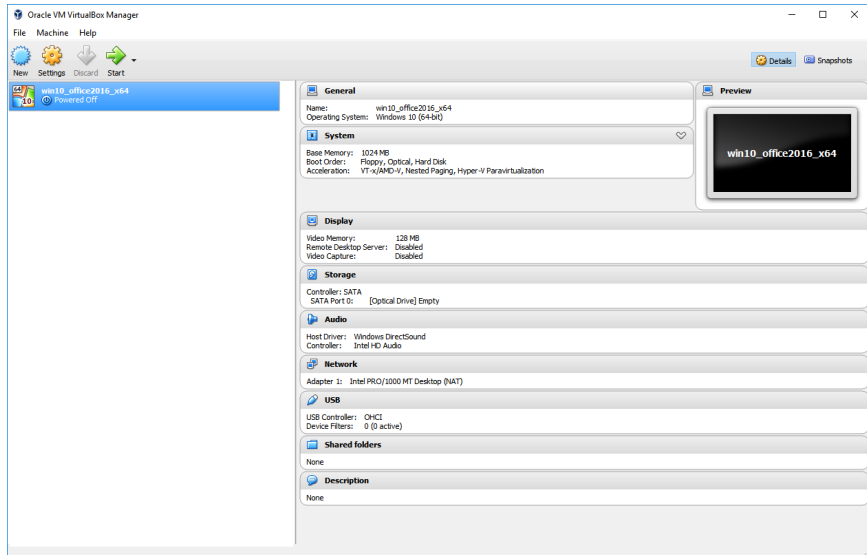 Oracle VM VirtualBox Manager
File Machine Help
New Settings Discard Start
Details Snapshots
64
10
win10_office2016_x64
Powered Off
General
Name: win10_office2016_x64
Operating System: Windows 10 (64-bit)
Preview
win10_office2016_x64
System
Base Memory: 1024 MB
Boot Order: Floppy, Optical, Hard Disk
Acceleration: VT-x/AMD-V, Nested Paging, Hyper-V Paravirtualization
Display
Video Memory: 128 MB
Remote Desktop Server: Disabled
Video Capture: Disabled
Storage
Controller: SATA
SATA Port 0: [Optical Drive] Empty
Audio
Host Driver: Windows DirectSound
Controller: Intel HD Audio
Network
Adapter 1: Intel PRO/1000 MT Desktop (NAT)
USB
USB Controller: OHCI
Device Filters: 0 (0 active)
Shared folders
None
Description
None